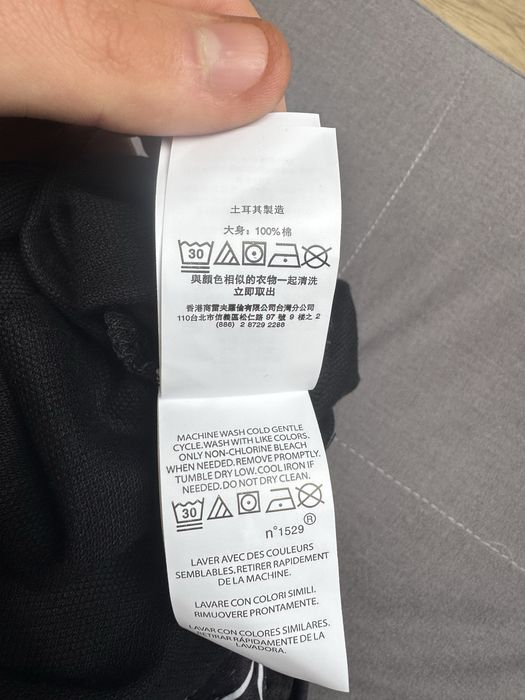 土耳其製造
大身：100%棉
30
與顏色相似的衣物一起清洗
立即取出
香港商雷夫羅倫有限公司台灣分公司
110台北市信義區松仁路 97 號 9 樓之 2
(886) 2 8729 2288
MACHINE WASH COLD GENTLE
CYCLE.WASH WITH LIKE COLORS.
ONLY NON-CHLORINE BLEACH
WHEN NEEDED.REMOVE PROMPTLY.
TUMBLE DRY LOW.COOL IRON IF
NEEDED.DO NOT DRY CLEAN.
30
n°1529 ®
LAVER AVEC DES COULEURS
SEMBLABLES.RETIRER RAPIDEMENT
DE LA MACHINE.
LAVARE CON COLORI SIMILI.
RIMUOVERE PRONTAMENTE.
LAVAR CON COLORES SIMILARES.
RETIRAR RÁPIDAMENTE DE LA
LAVADORA.